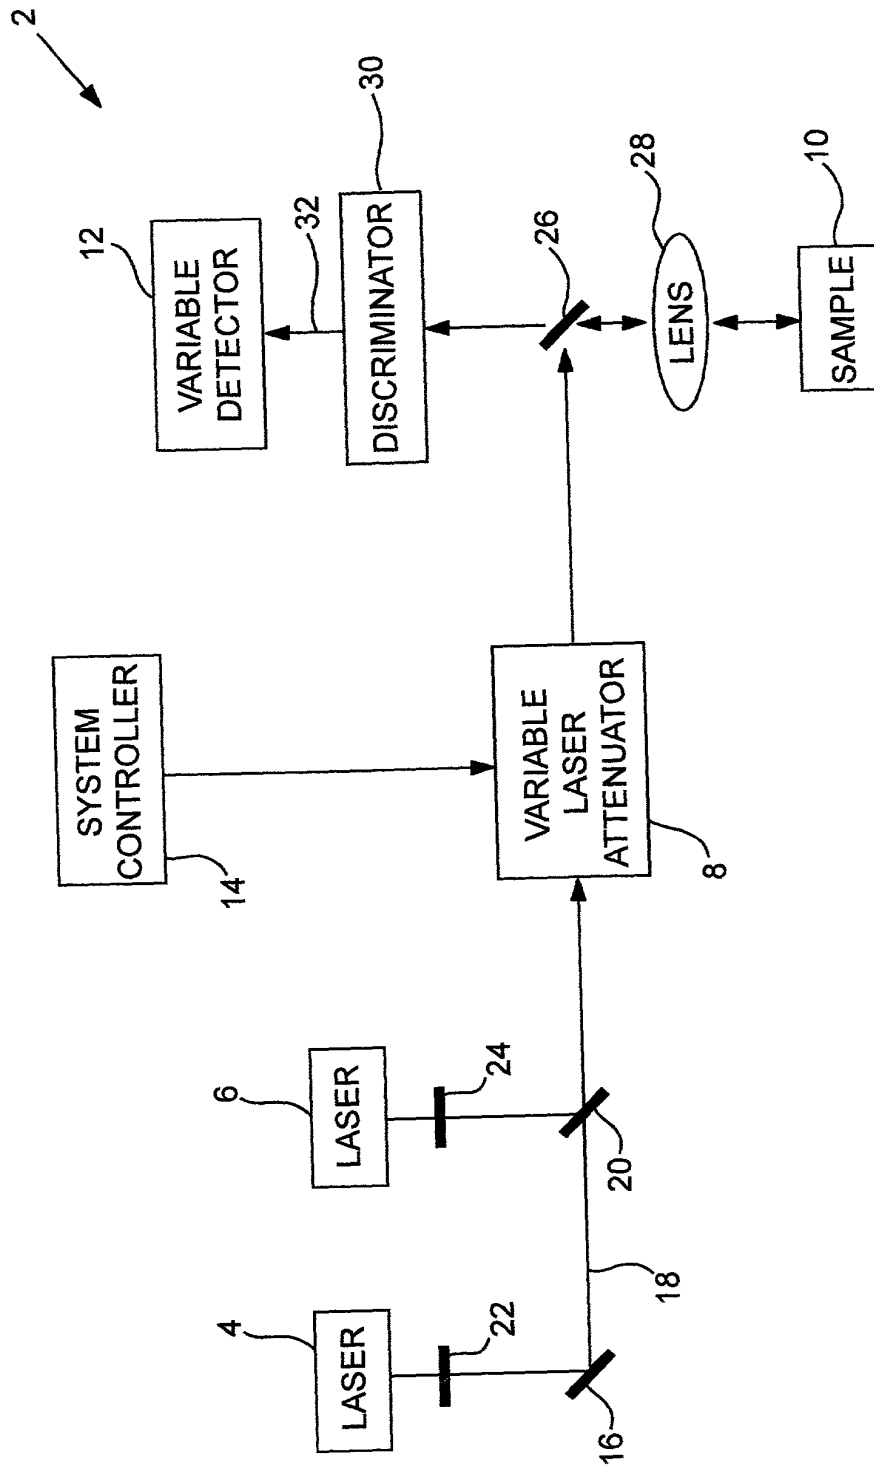 2
12
VARIABLE
DETECTOR
32
30
DISCRIMINATOR
26
28
LENS
10
SAMPLE
SYSTEM
CONTROLLER
14
VARIABLE
LASER
ATTENUATOR
8
6
LASER
24
20
4
LASER
22
18
16